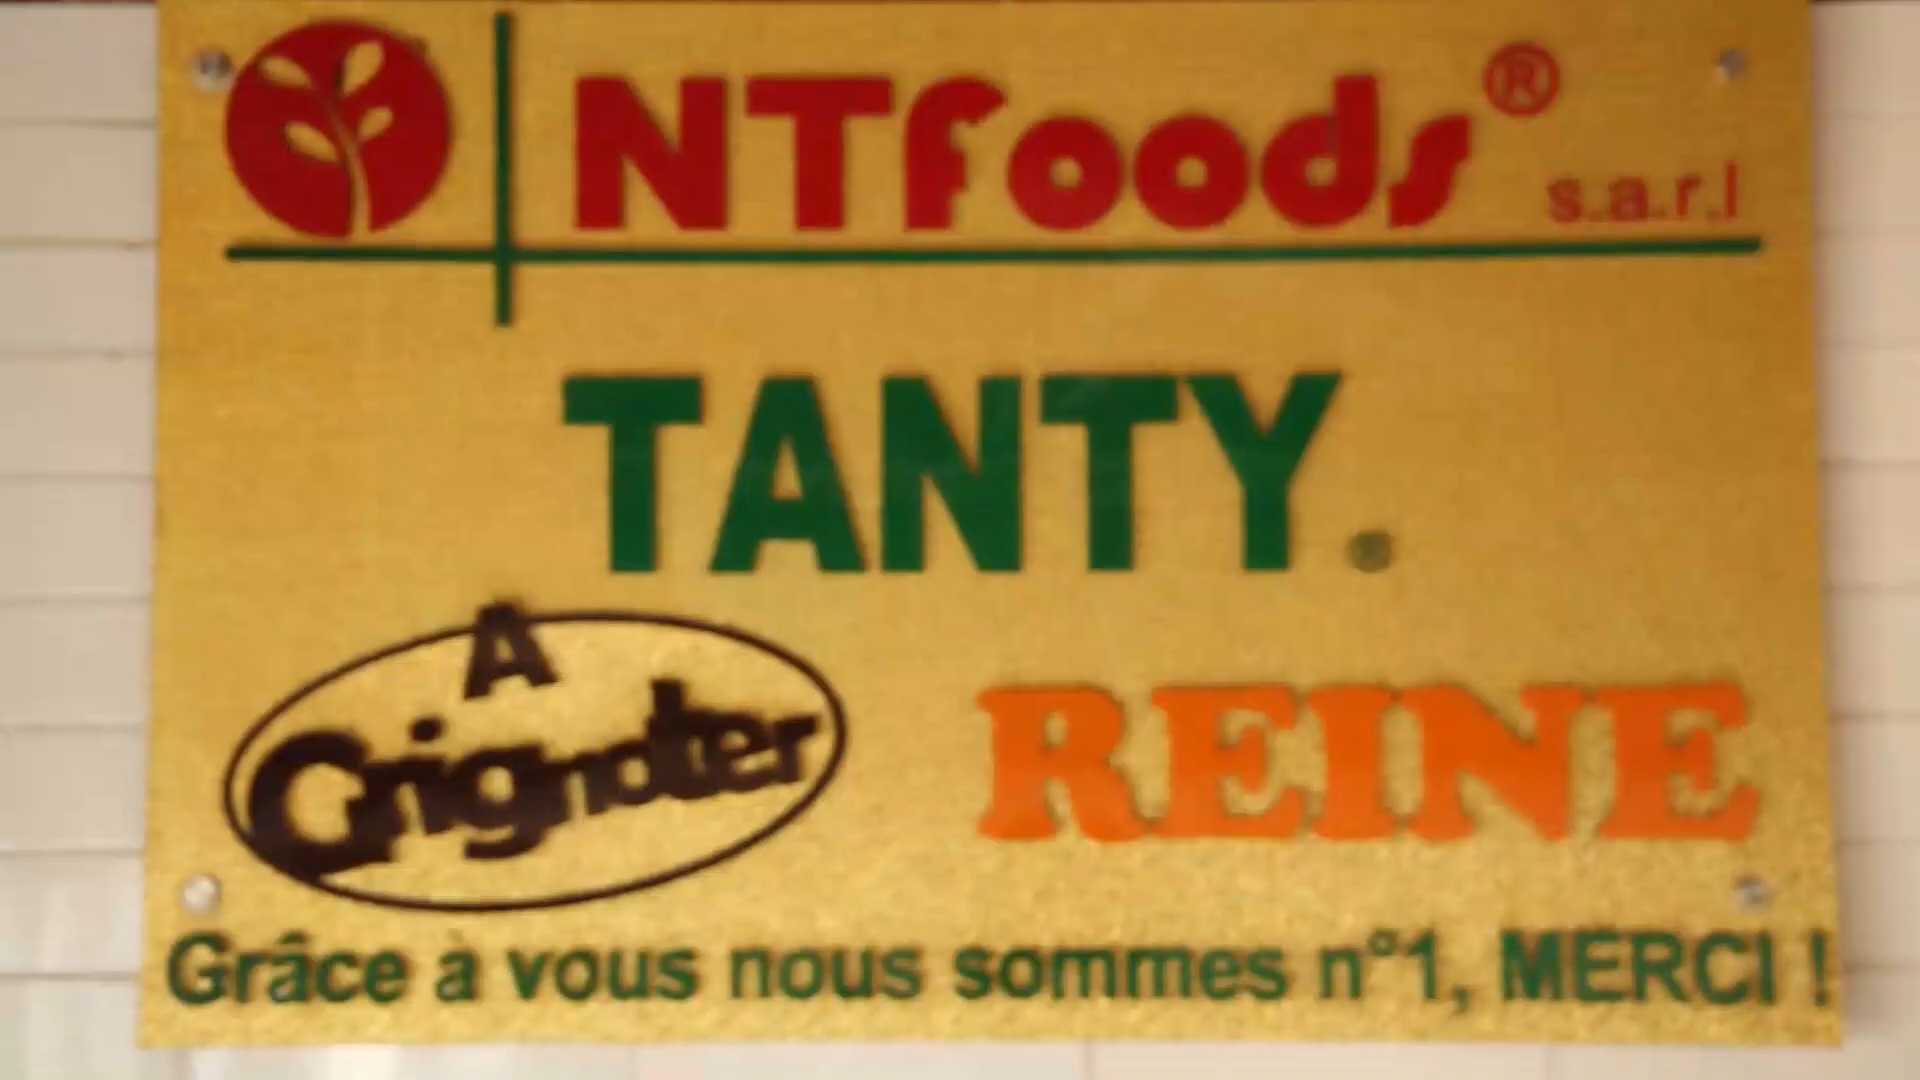 NTfoods® s.a.r.l
TANTY®
A
Grignoter
REINE
Grâce à vous nous sommes n°1, MERCI !